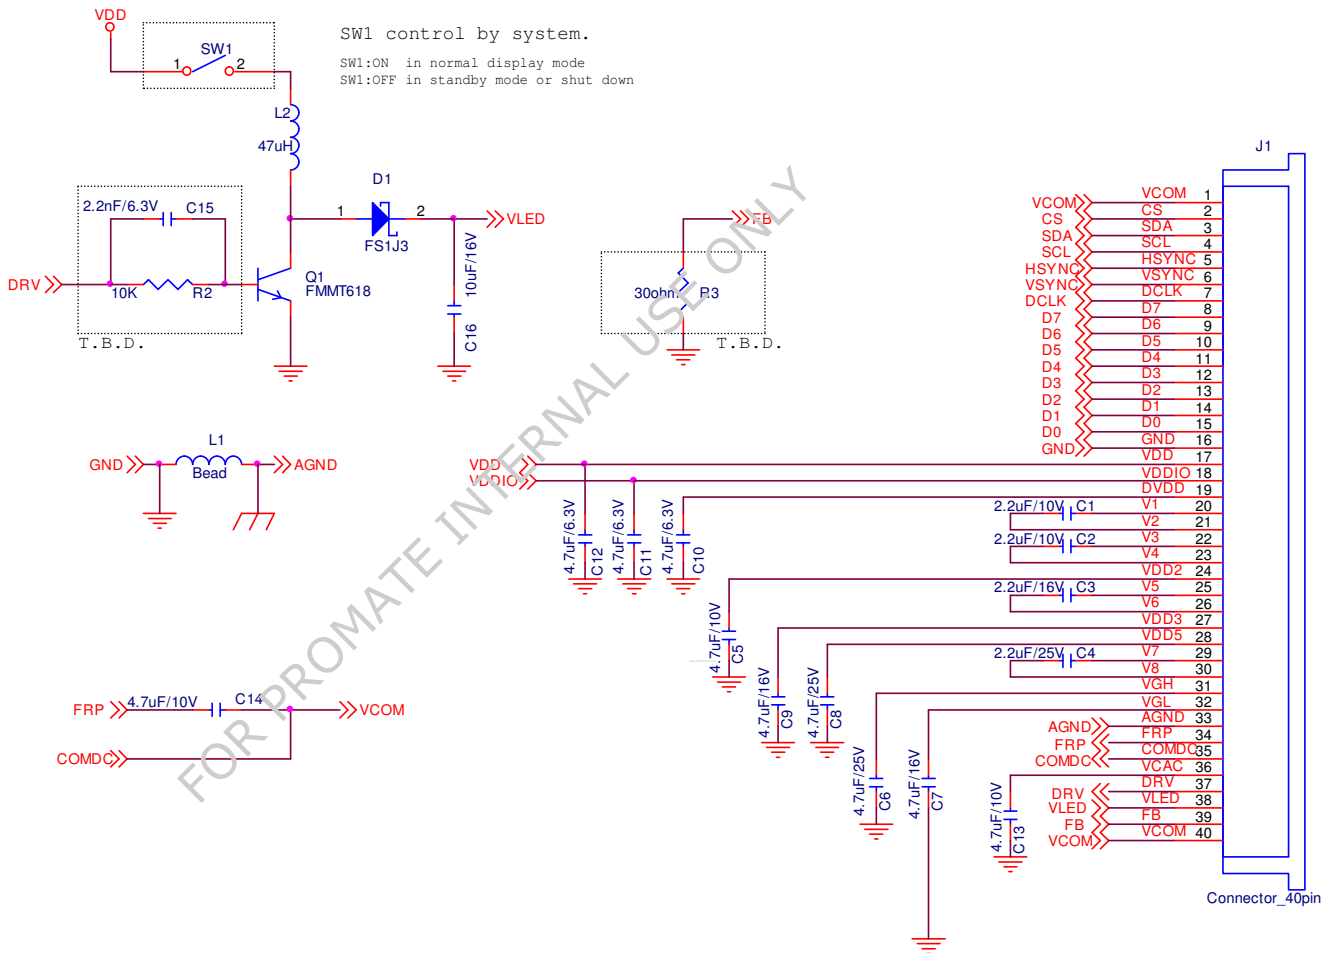 VDD
SW1
1
2
SW1 control by system.
SW1:ON in normal display mode
SW1:OFF in standby mode or shut down
L2
47uH
D1
1
2
VLED
FS1J3
2.2nF/6.3V
C15
DRV
10K
R2
T.B.D.
Q1
FMMT618
10uF/16V
C16
FB
30ohm
R3
T.B.D.
L1
GND
Bead
AGND
VDD
VDDIO
4.7uF/6.3V
C12
4.7uF/6.3V
C11
4.7uF/6.3V
C10
4.7uF/10V
C5
4.7uF/16V
C9
4.7uF/25V
C8
4.7uF/25V
C6
4.7uF/16V
C7
4.7uF/10V
C13
2.2uF/10V C1
2.2uF/10V C2
2.2uF/16V C3
2.2uF/25V C4
FRP
4.7uF/10V
C14
VCOM
COMDC
J1
VCOM VCOM 1
CS CS 2
SDA SDA 3
SCL SCL 4
HSYNC HSYNC 5
VSYNC VSYNC 6
DCLK DCLK 7
D7 D7 8
D6 D6 9
D5 D5 10
D4 D4 11
D3 D3 12
D2 D2 13
D1 D1 14
D0 D0 15
GND GND 16
VDD 17
VDDIO 18
DVDD 19
V1 20
V2 21
V3 22
V4 23
VDD2 24
V5 25
V6 26
VDD3 27
VDD5 28
V7 29
V8 30
VGH 31
VGL 32
AGND AGND 33
FRP FRP 34
COMDC COMDC 35
VCAC 36
DRV DRV 37
VLED VLED 38
FB FB 39
VCOM VCOM 40
Connector_40pin
FOR PROMATE INTERNAL USE ONLY